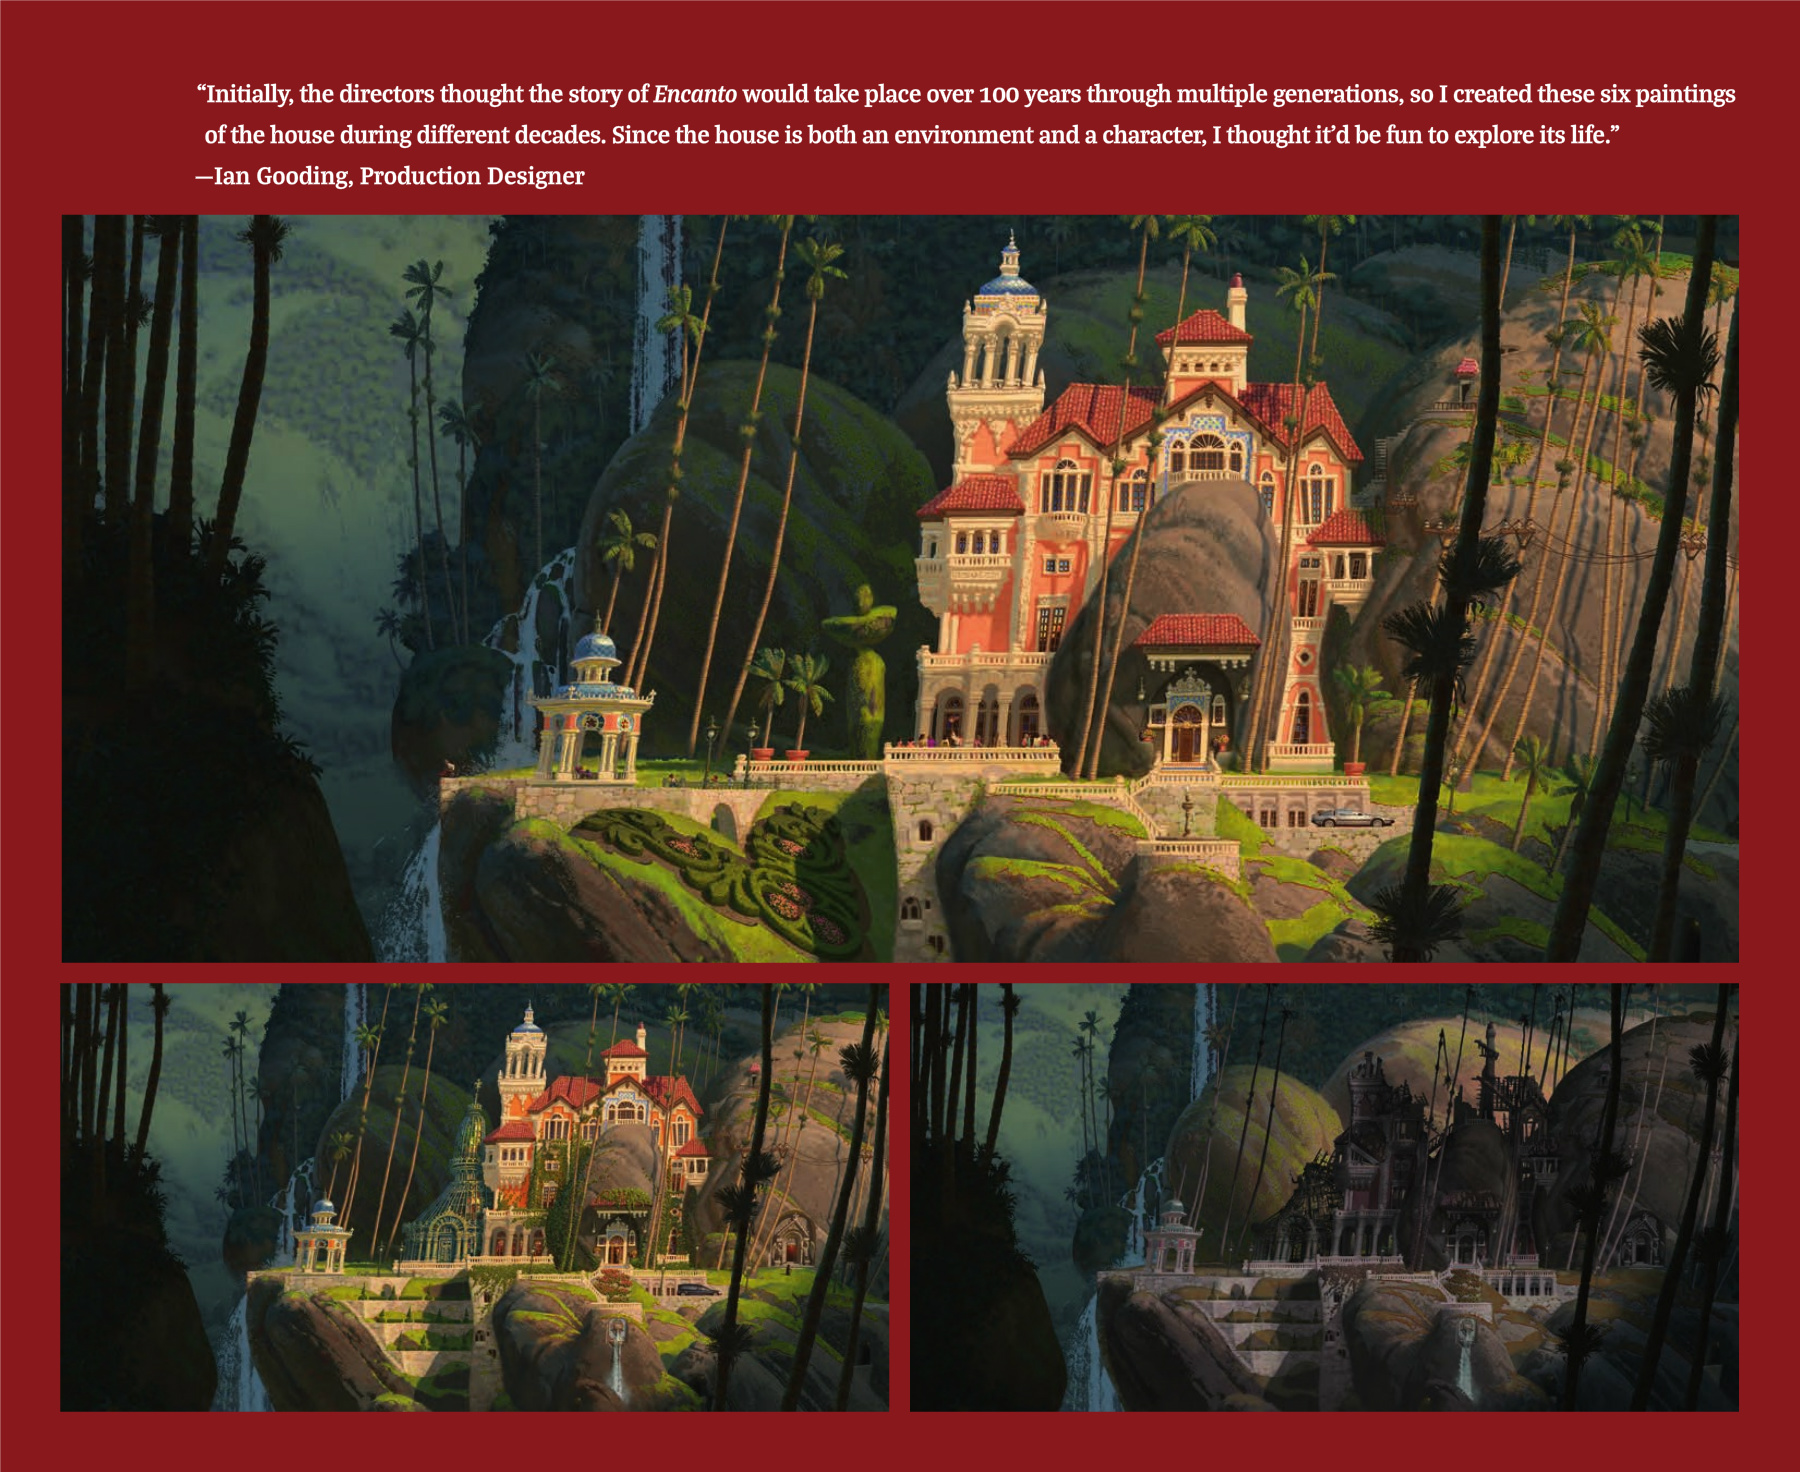 “Initially, the directors thought the story of Encanto would take place over 100 years through multiple generations, so I created these six paintings
of the house during different decades. Since the house is both an environment and a character, I thought it’d be fun to explore its life.”
—Ian Gooding, Production Designer